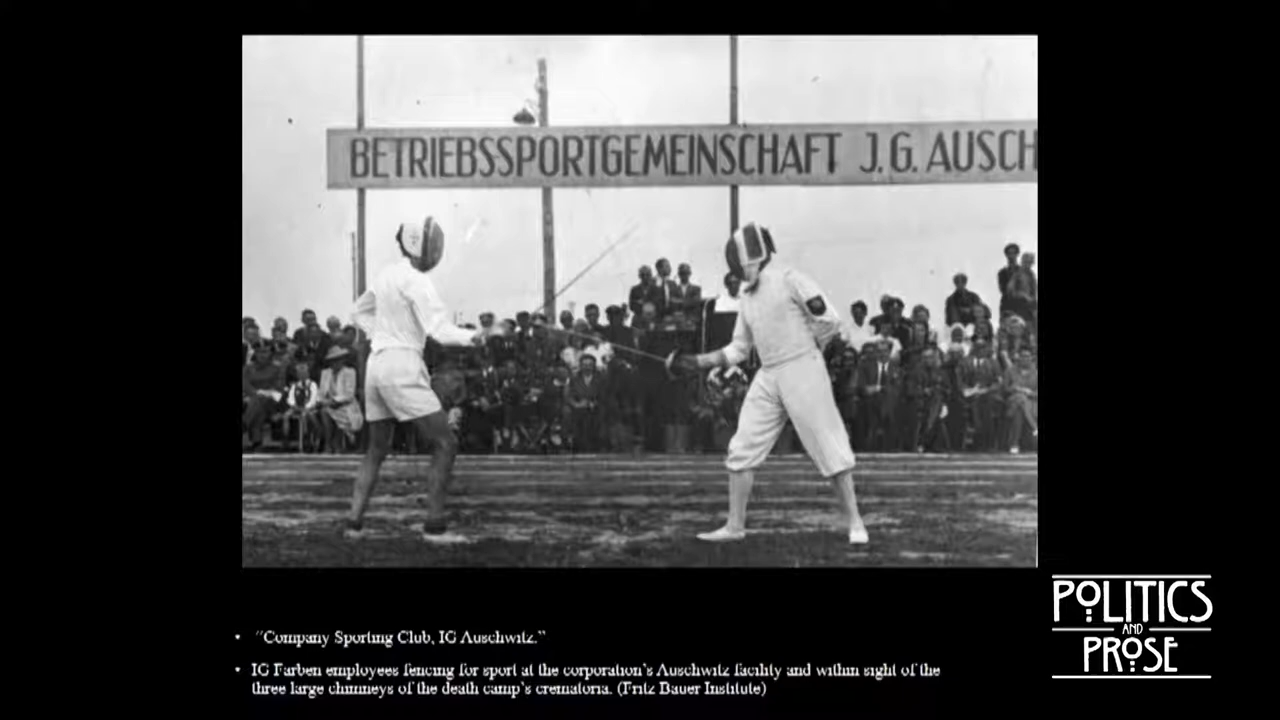 BETRIEBSSPORTGEMEINSCHAFT J.G. AUSCH
• "Company Sporting Club, IG Auschwitz."
• IG Farben employees fencing for sport at the corporation's Auschwitz facility and within sight of the
three large chimneys of the death camp's crematoria. (Fritz Bauer Institute)
POLITICS
AND
PROSE